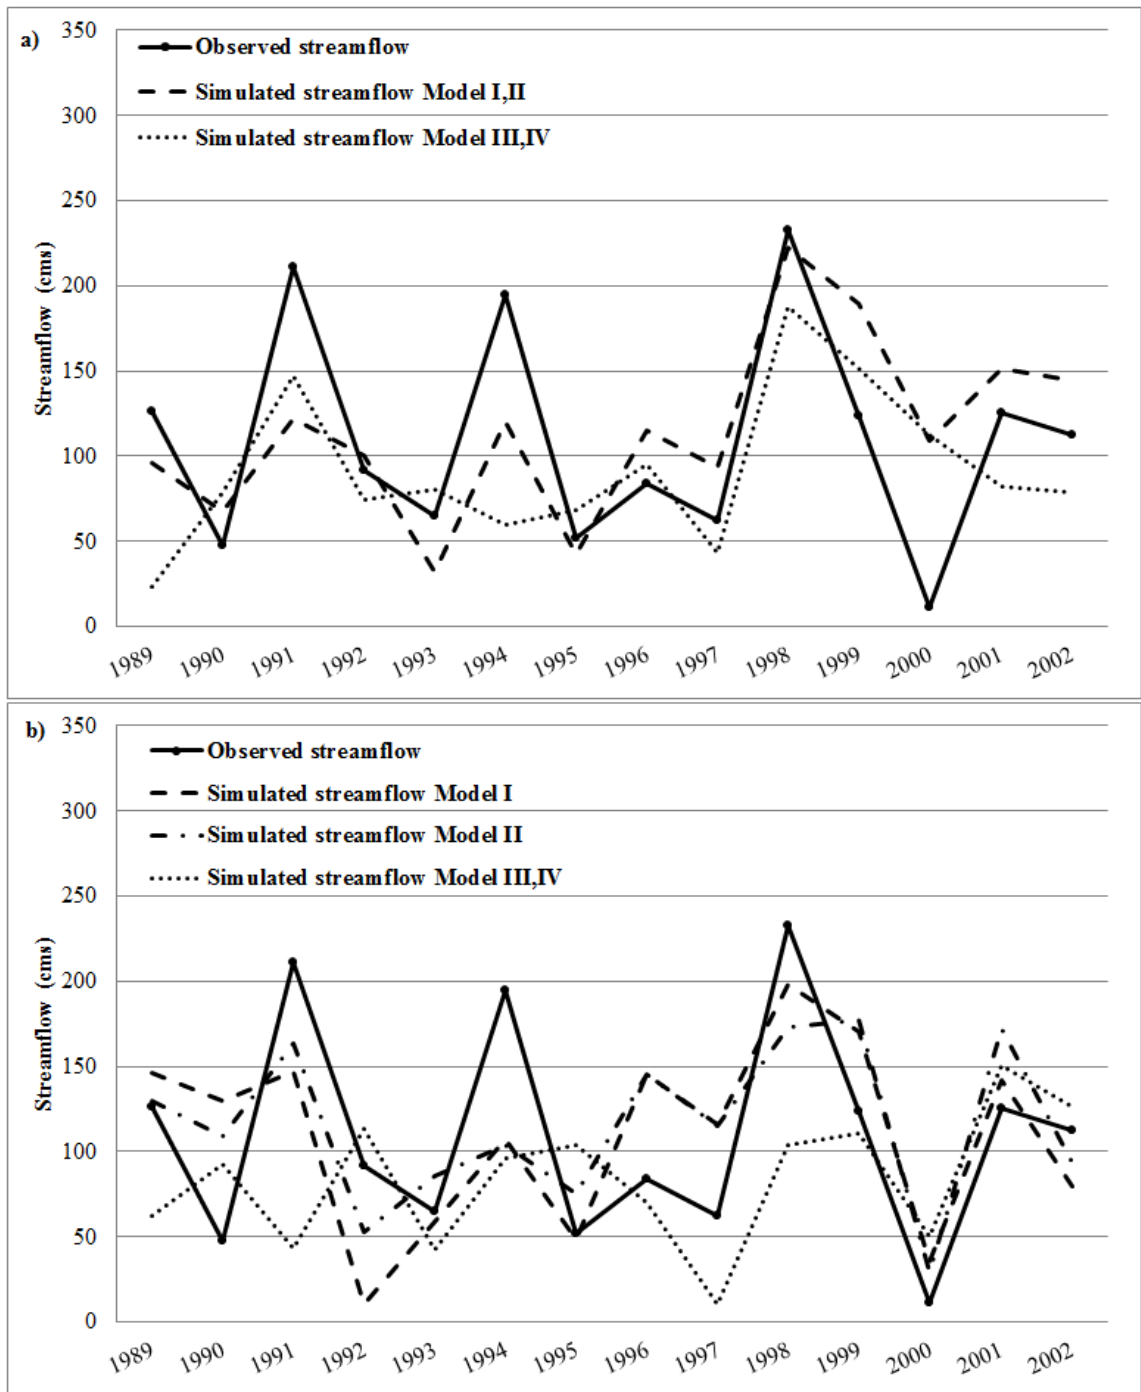 a)
350
300
250
200
150
100
50
0
Streamflow (cms)
Observed streamflow
Simulated streamflow Model I,II
Simulated streamflow Model III,IV
1989 1990 1991 1992 1993 1994 1995 1996 1997 1998 1999 2000 2001 2002
b)
350
300
250
200
150
100
50
0
Streamflow (cms)
Observed streamflow
Simulated streamflow Model I
Simulated streamflow Model II
Simulated streamflow Model III,IV
1989 1990 1991 1992 1993 1994 1995 1996 1997 1998 1999 2000 2001 2002